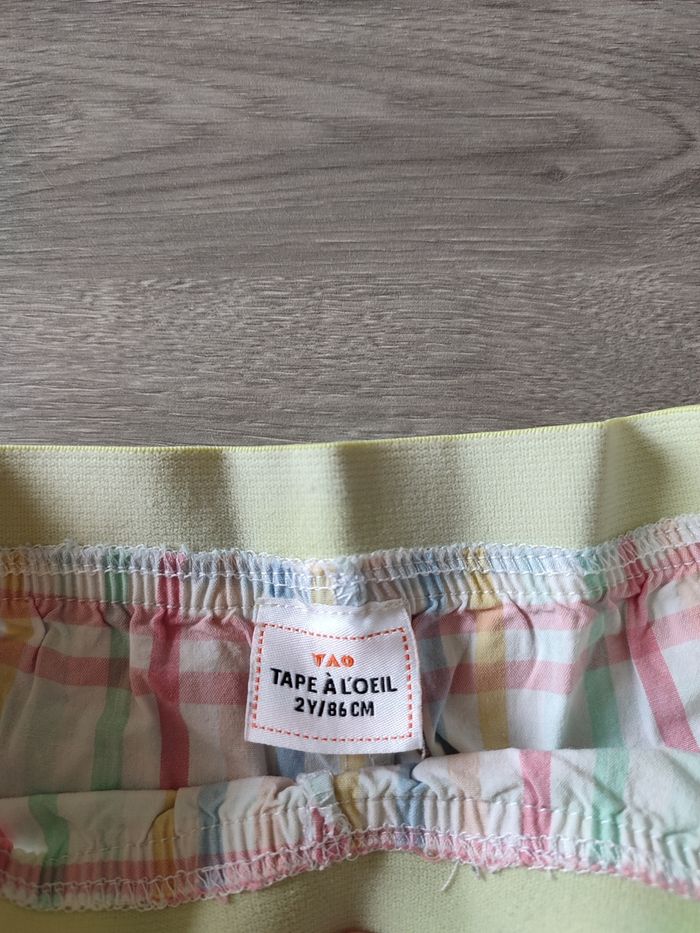 TAO
TAPE À L'OEIL
2Y/86CM